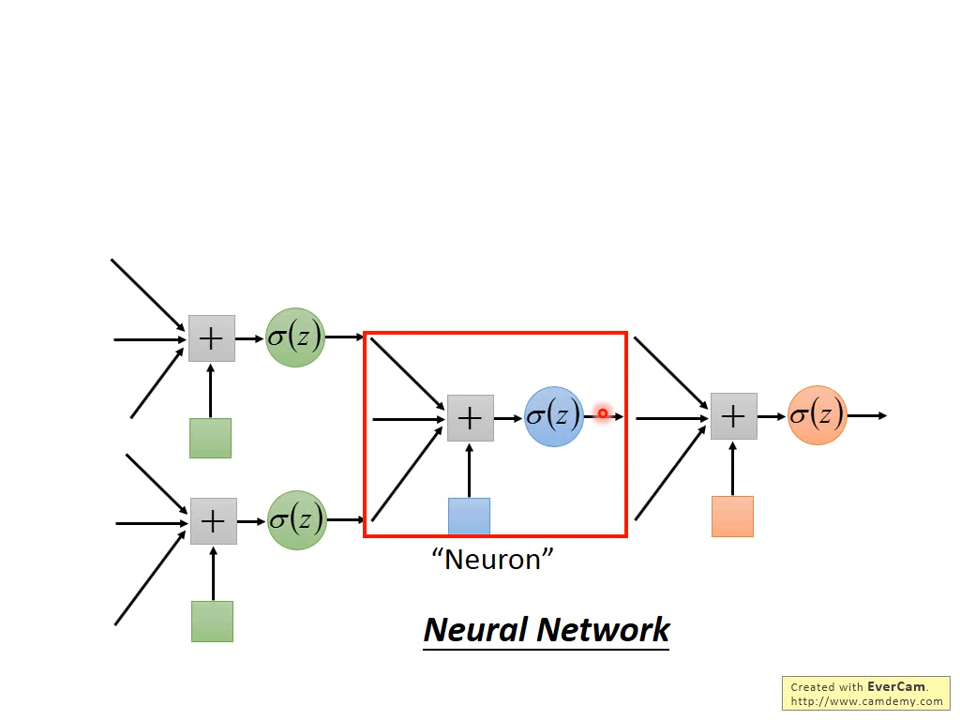 σ(z)
+
σ(z)
+
σ(z)
+
σ(z)
+
σ(z)
+
“Neuron”
Neural Network
Created with EverCam.
http://www.camdemy.com